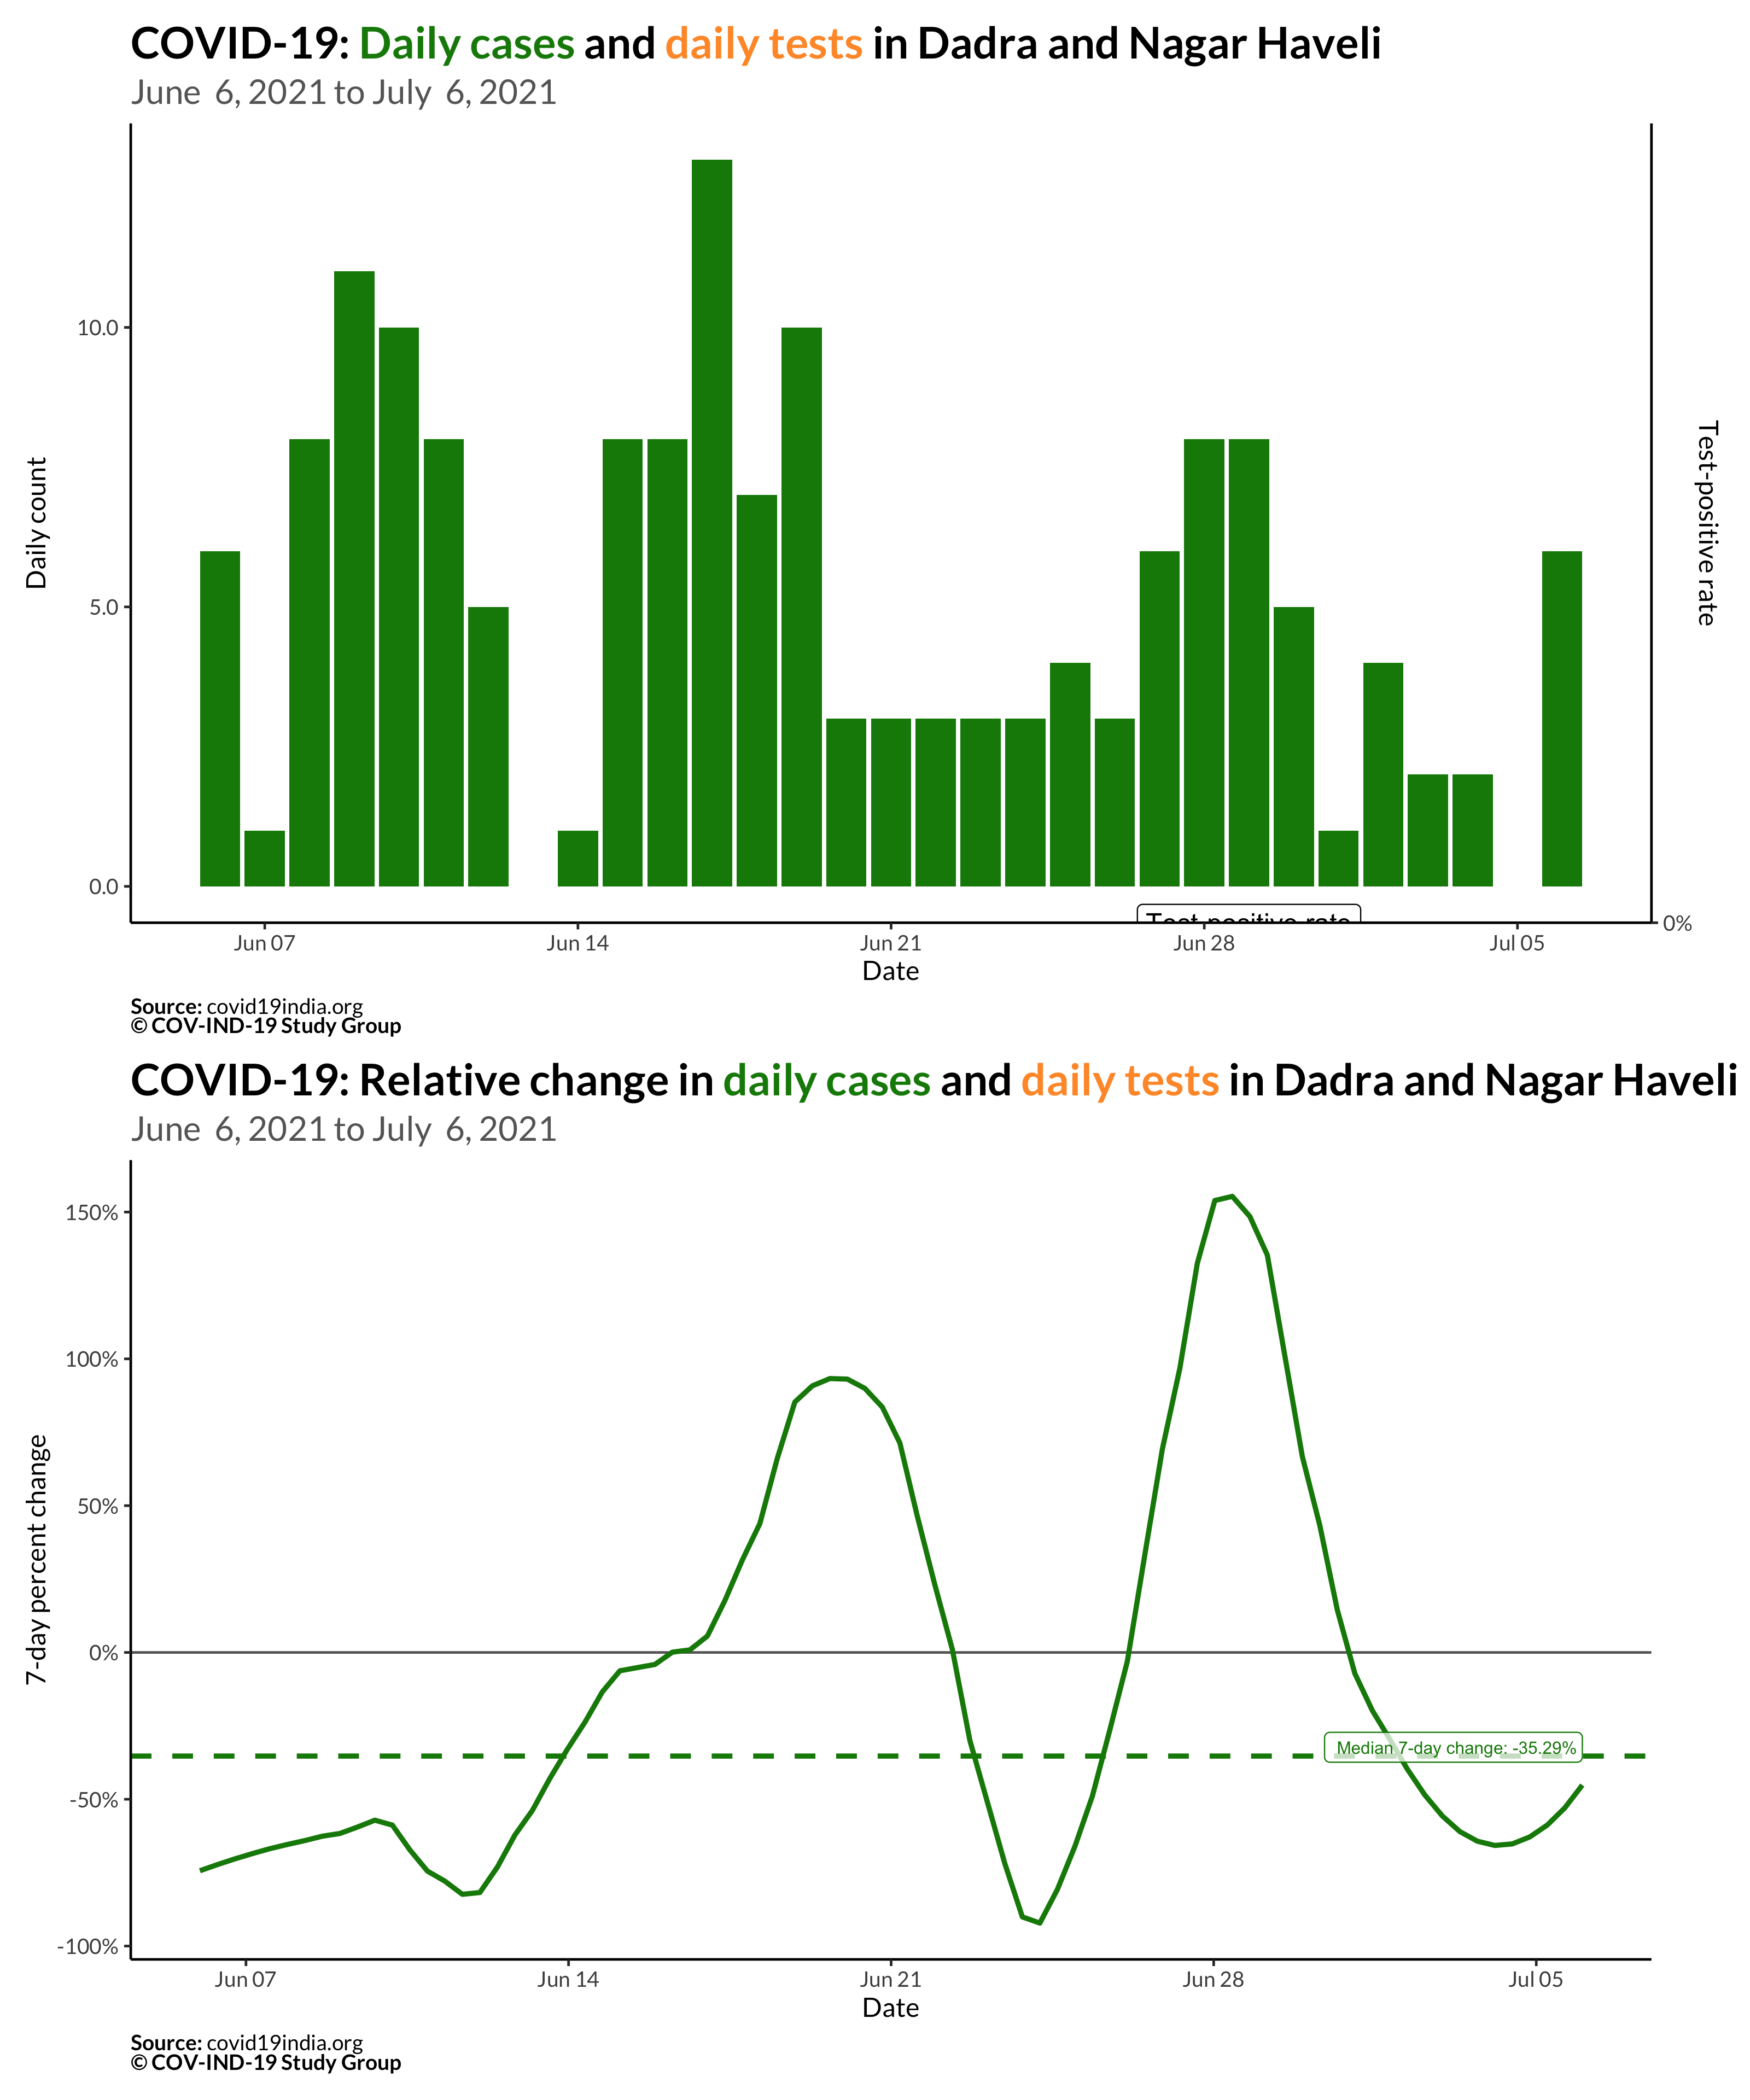 COVID-19: Daily cases and daily tests in Dadra and Nagar Haveli
June 6, 2021 to July 6, 2021
Daily count
10.0
5.0
0.0
Test-positive rate
Test-positive rate
0%
Jun 07 Jun 14 Jun 21 Jun 28 Jul 05
Date
Source: covid19india.org
© COV-IND-19 Study Group
COVID-19: Relative change in daily cases and daily tests in Dadra and Nagar Haveli
June 6, 2021 to July 6, 2021
7-day percent change
150%
100%
50%
0%
-50%
-100%
Median 7-day change: -35.29%
Jun 07 Jun 14 Jun 21 Jun 28 Jul 05
Date
Source: covid19india.org
© COV-IND-19 Study Group